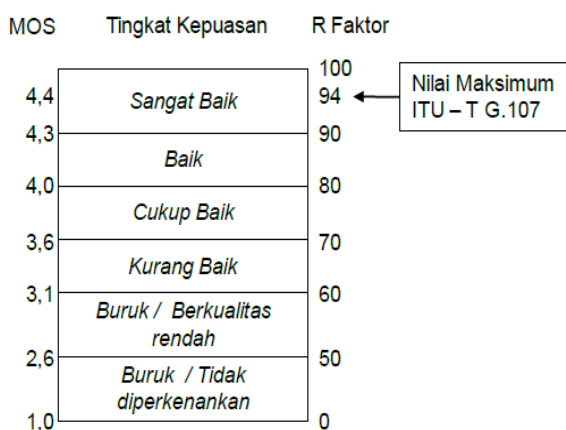 MOS Tingkat Kepuasan R Faktor
100
4,4 Sangat Baik 94 Nilai Maksimum
ITU – T G.107
4,3 90
Baik
4,0 80
Cukup Baik
3,6 70
Kurang Baik
3,1 60
Buruk / Berkualitas
rendah
2,6 50
Buruk / Tidak
diperkenankan
1,0 0